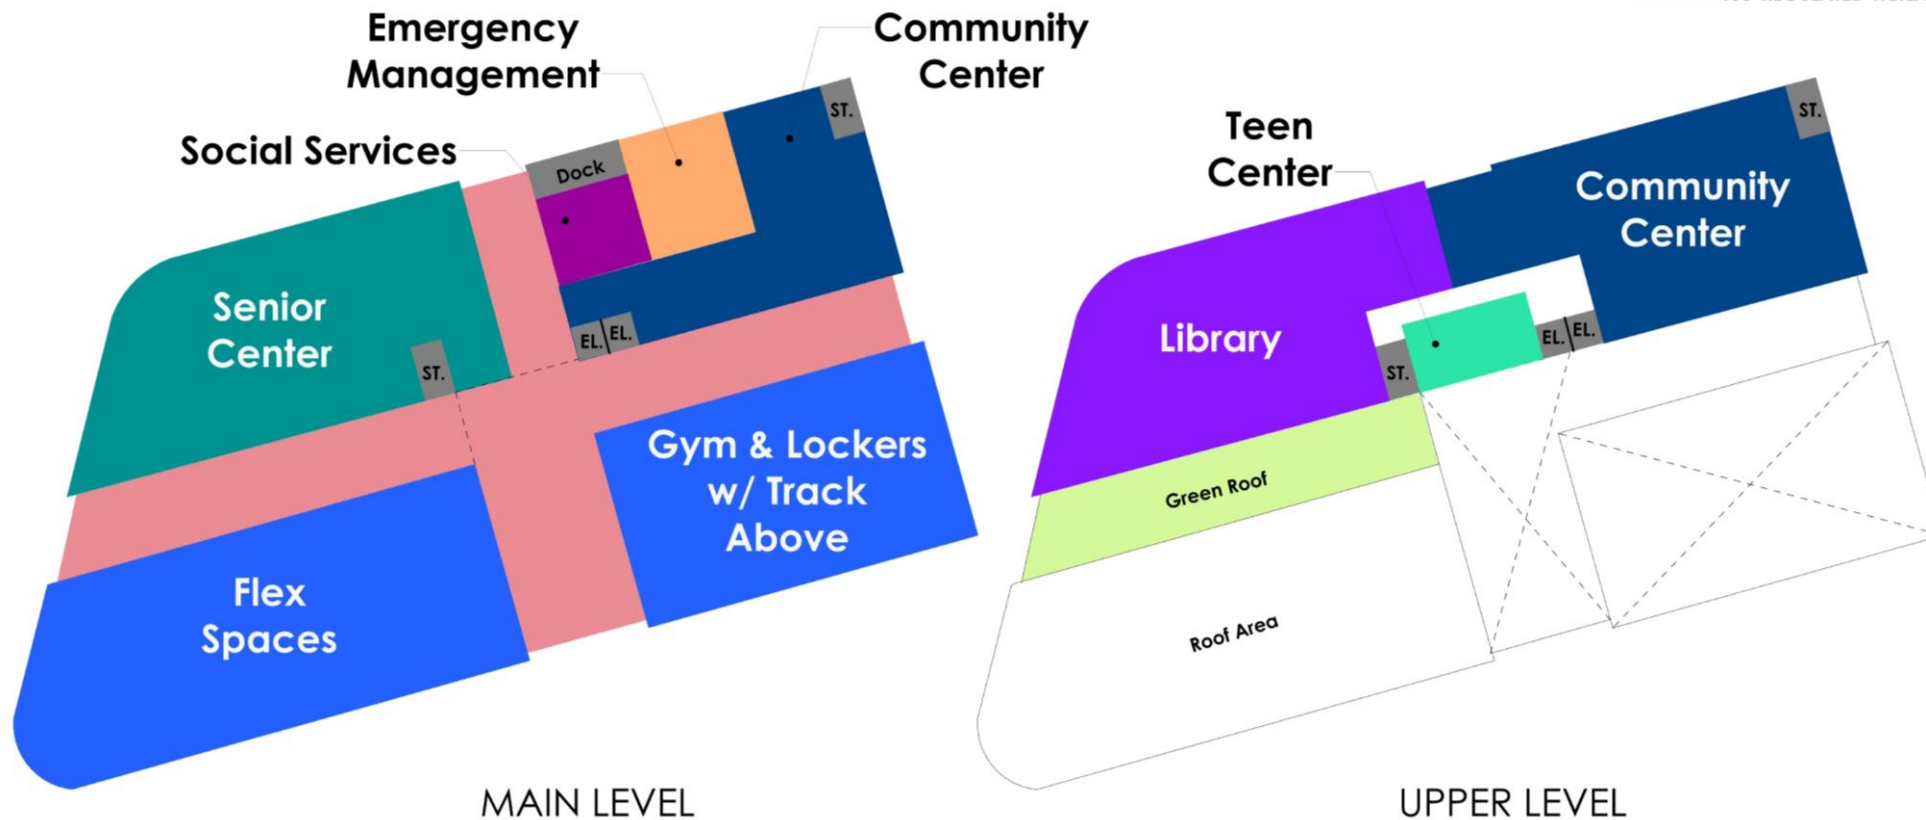 Emergency
Management
Community
Center
Social Services
Dock
ST.
Senior
Center
ST.
EL. EL.
Gym & Lockers
w/ Track
Above
Flex
Spaces
MAIN LEVEL
Teen
Center
ST.
Community
Center
Library
EL. EL.
ST.
Green Roof
Roof Area
UPPER LEVEL